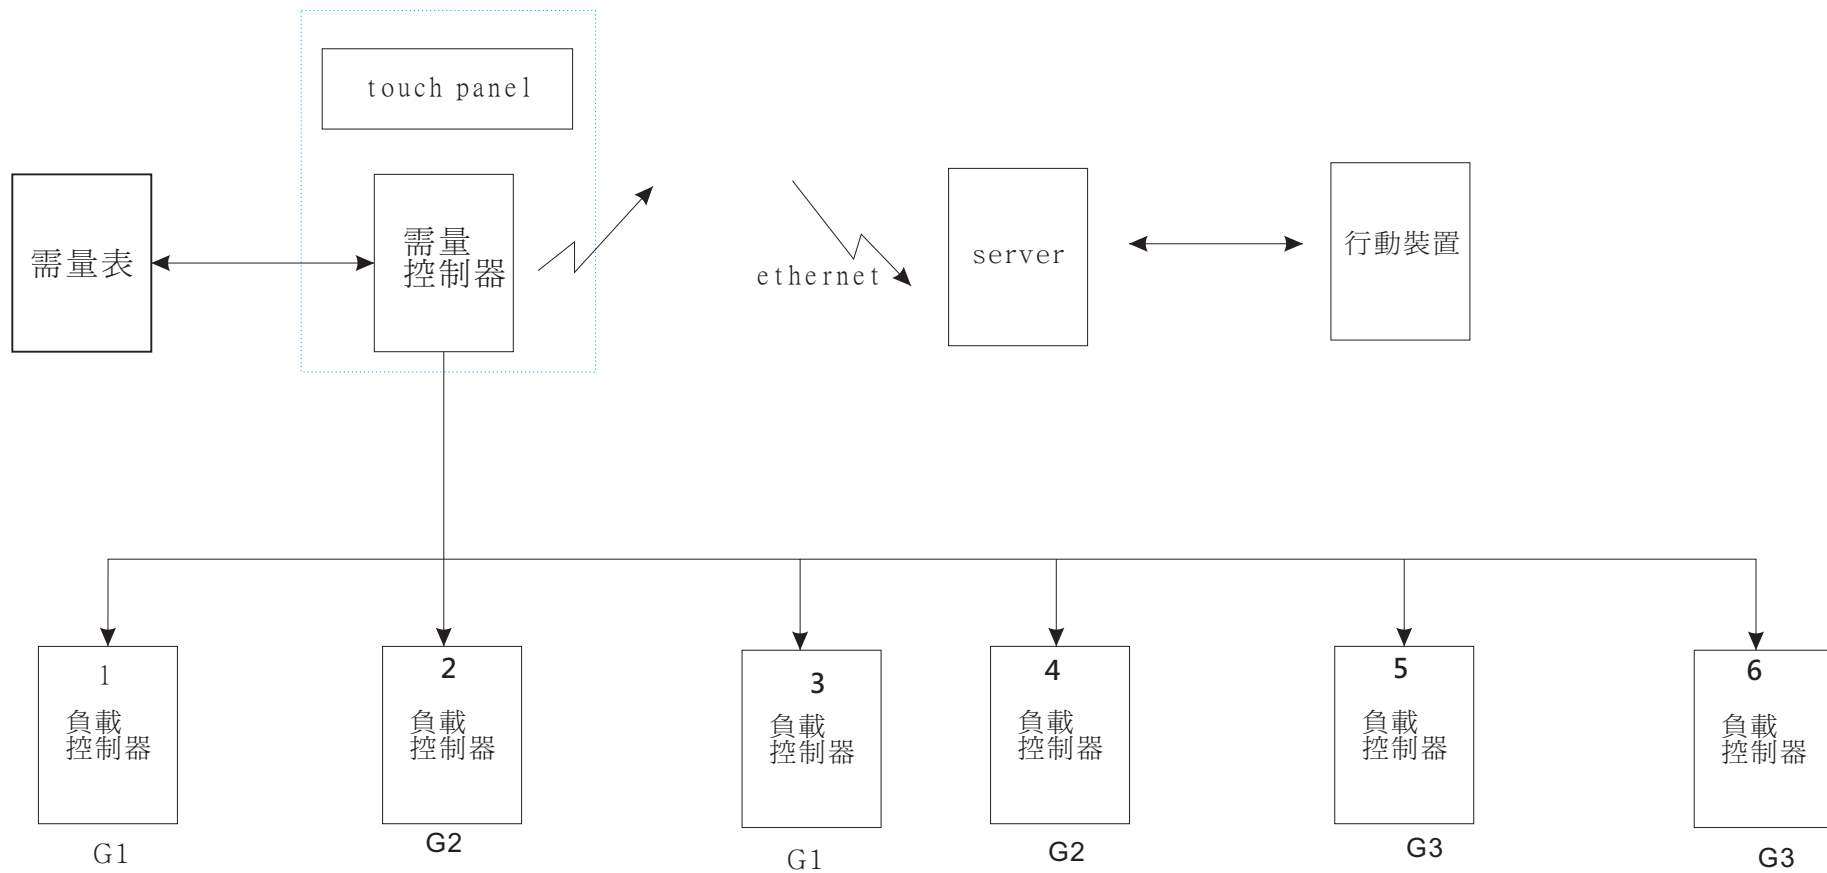 touch panel
需量表
需量
控制器
ethernet
server
行動裝置
1
負載
控制器
G1
2
負載
控制器
G2
3
負載
控制器
G1
4
負載
控制器
G2
5
負載
控制器
G3
6
負載
控制器
G3